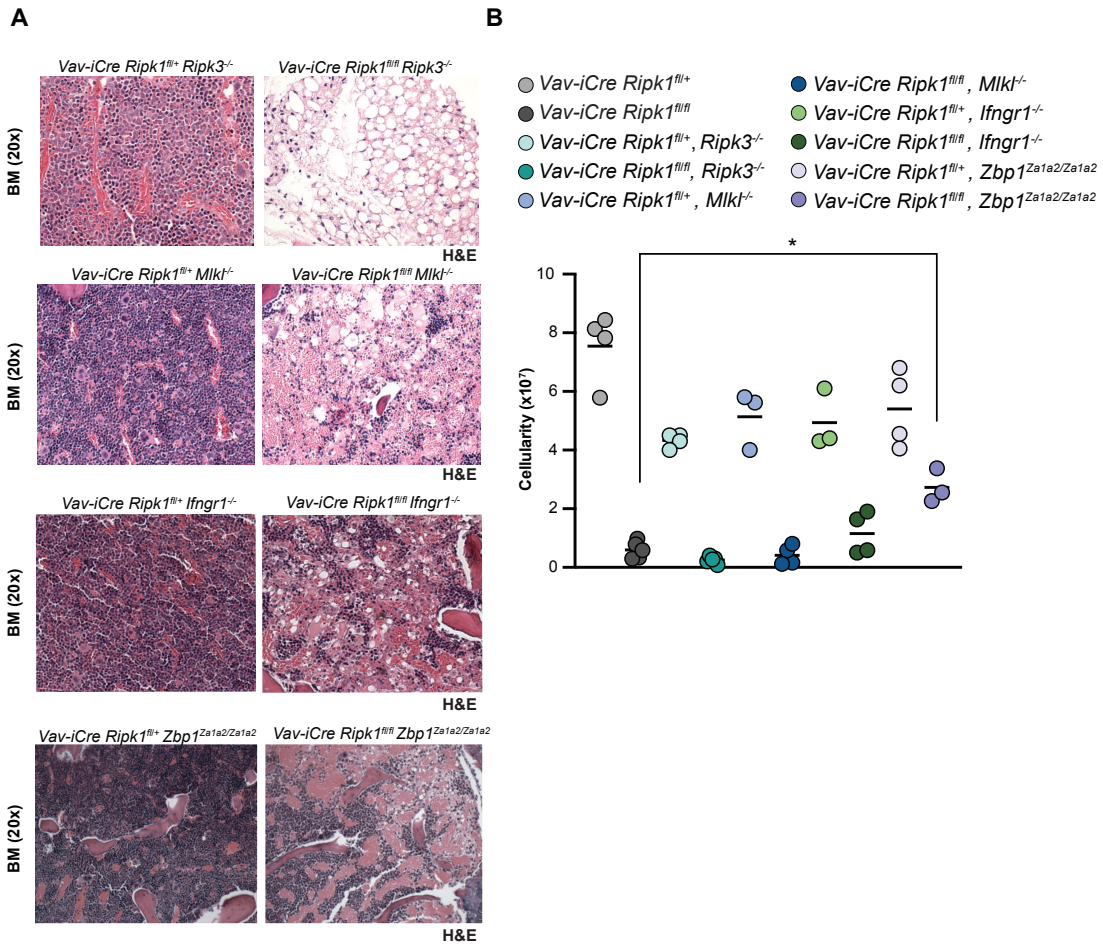 A
B
Vav-iCre Ripk1fl/+ Ripk3-/-
Vav-iCre Ripk1fl/fl Ripk3-/-
BM (20x)
H&E
Vav-iCre Ripk1fl/+ Mlkl-/-
Vav-iCre Ripk1fl/fl Mlkl-/-
BM (20x)
H&E
Vav-iCre Ripk1fl/+ Ifngr1-/-
Vav-iCre Ripk1fl/fl Ifngr1-/-
BM (20x)
H&E
Vav-iCre Ripk1fl/+ Zbp1Za1a2/Za1a2
Vav-iCre Ripk1fl/fl Zbp1Za1a2/Za1a2
BM (20x)
H&E
Vav-iCre Ripk1fl/+
Vav-iCre Ripk1fl/fl
Vav-iCre Ripk1fl/+, Ripk3-/-
Vav-iCre Ripk1fl/fl, Ripk3-/-
Vav-iCre Ripk1fl/+ , Mlkl-/-
Vav-iCre Ripk1fl/fl , Mlkl-/-
Vav-iCre Ripk1fl/+ , Ifngr1-/-
Vav-iCre Ripk1fl/fl , Ifngr1-/-
Vav-iCre Ripk1fl/+ , Zbp1Za1a2/Za1a2
Vav-iCre Ripk1fl/fl , Zbp1Za1a2/Za1a2
*
Cellularity (x10⁷)
10
8
6
4
2
0